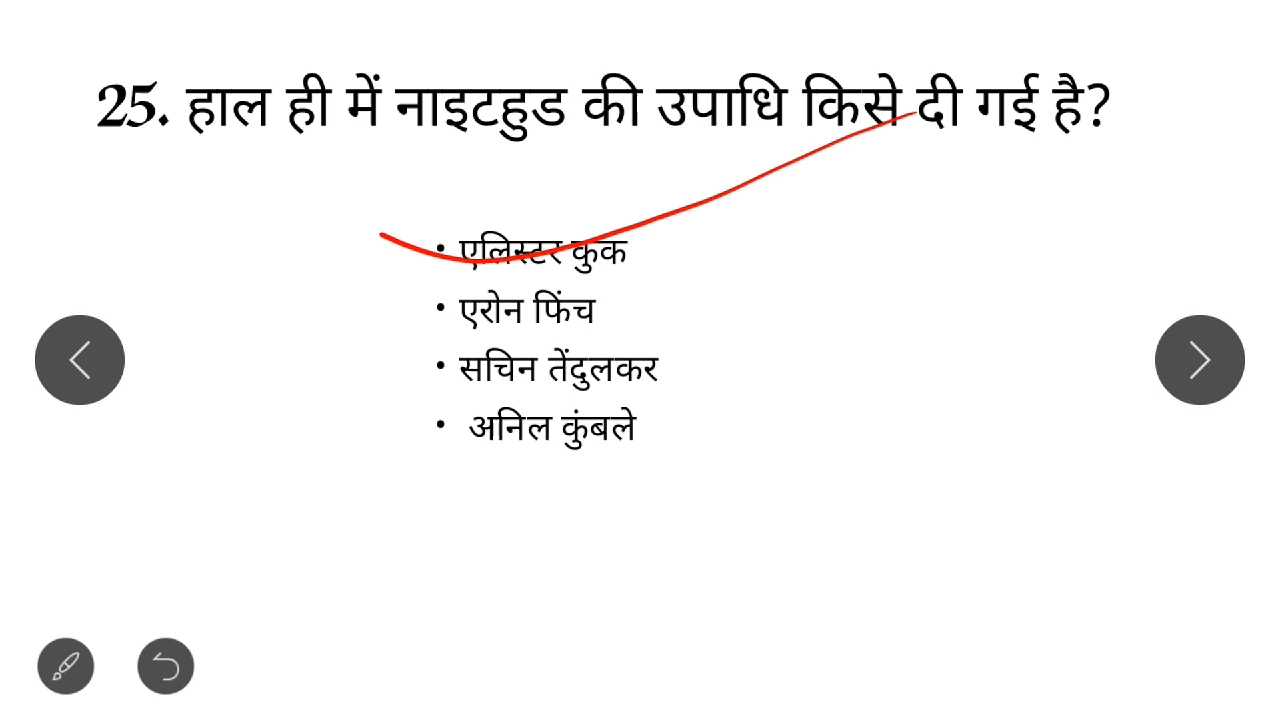 25. हाल ही में नाइटहुड की उपाधि किसे दी गई है?
• एलिस्टर कुक
• एरोन फिंच
• सचिन तेंदुलकर
• अनिल कुंबले